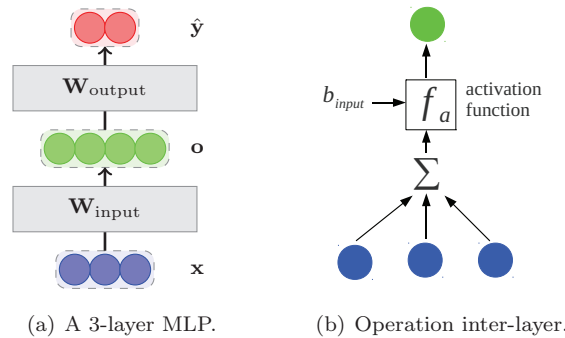 ŷ
W_output
o
W_input
x
(a) A 3-layer MLP.
b_input
f_a
activation
function
Σ
(b) Operation inter-layer.